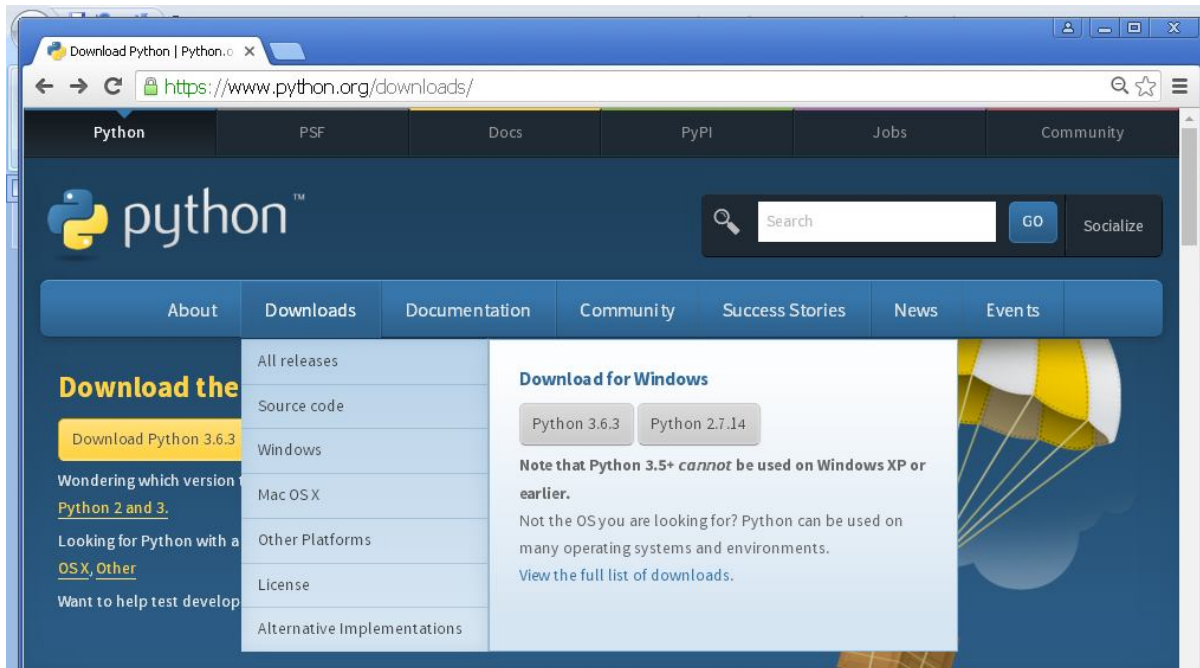 Download Python | Python.o
https://www.python.org/downloads/
Python PSF Docs PyPI Jobs Community
python™
Search GO Socialize
About Downloads Documentation Community Success Stories News Events
Download the
Download Python 3.6.3
Wondering which version
Python 2 and 3.
Looking for Python with a
OS X, Other
Want to help test develop
All releases
Source code
Windows
Mac OS X
Other Platforms
License
Alternative Implementations
Download for Windows
Python 3.6.3 Python 2.7.14
Note that Python 3.5+ cannot be used on Windows XP or
earlier.
Not the OS you are looking for? Python can be used on
many operating systems and environments.
View the full list of downloads.